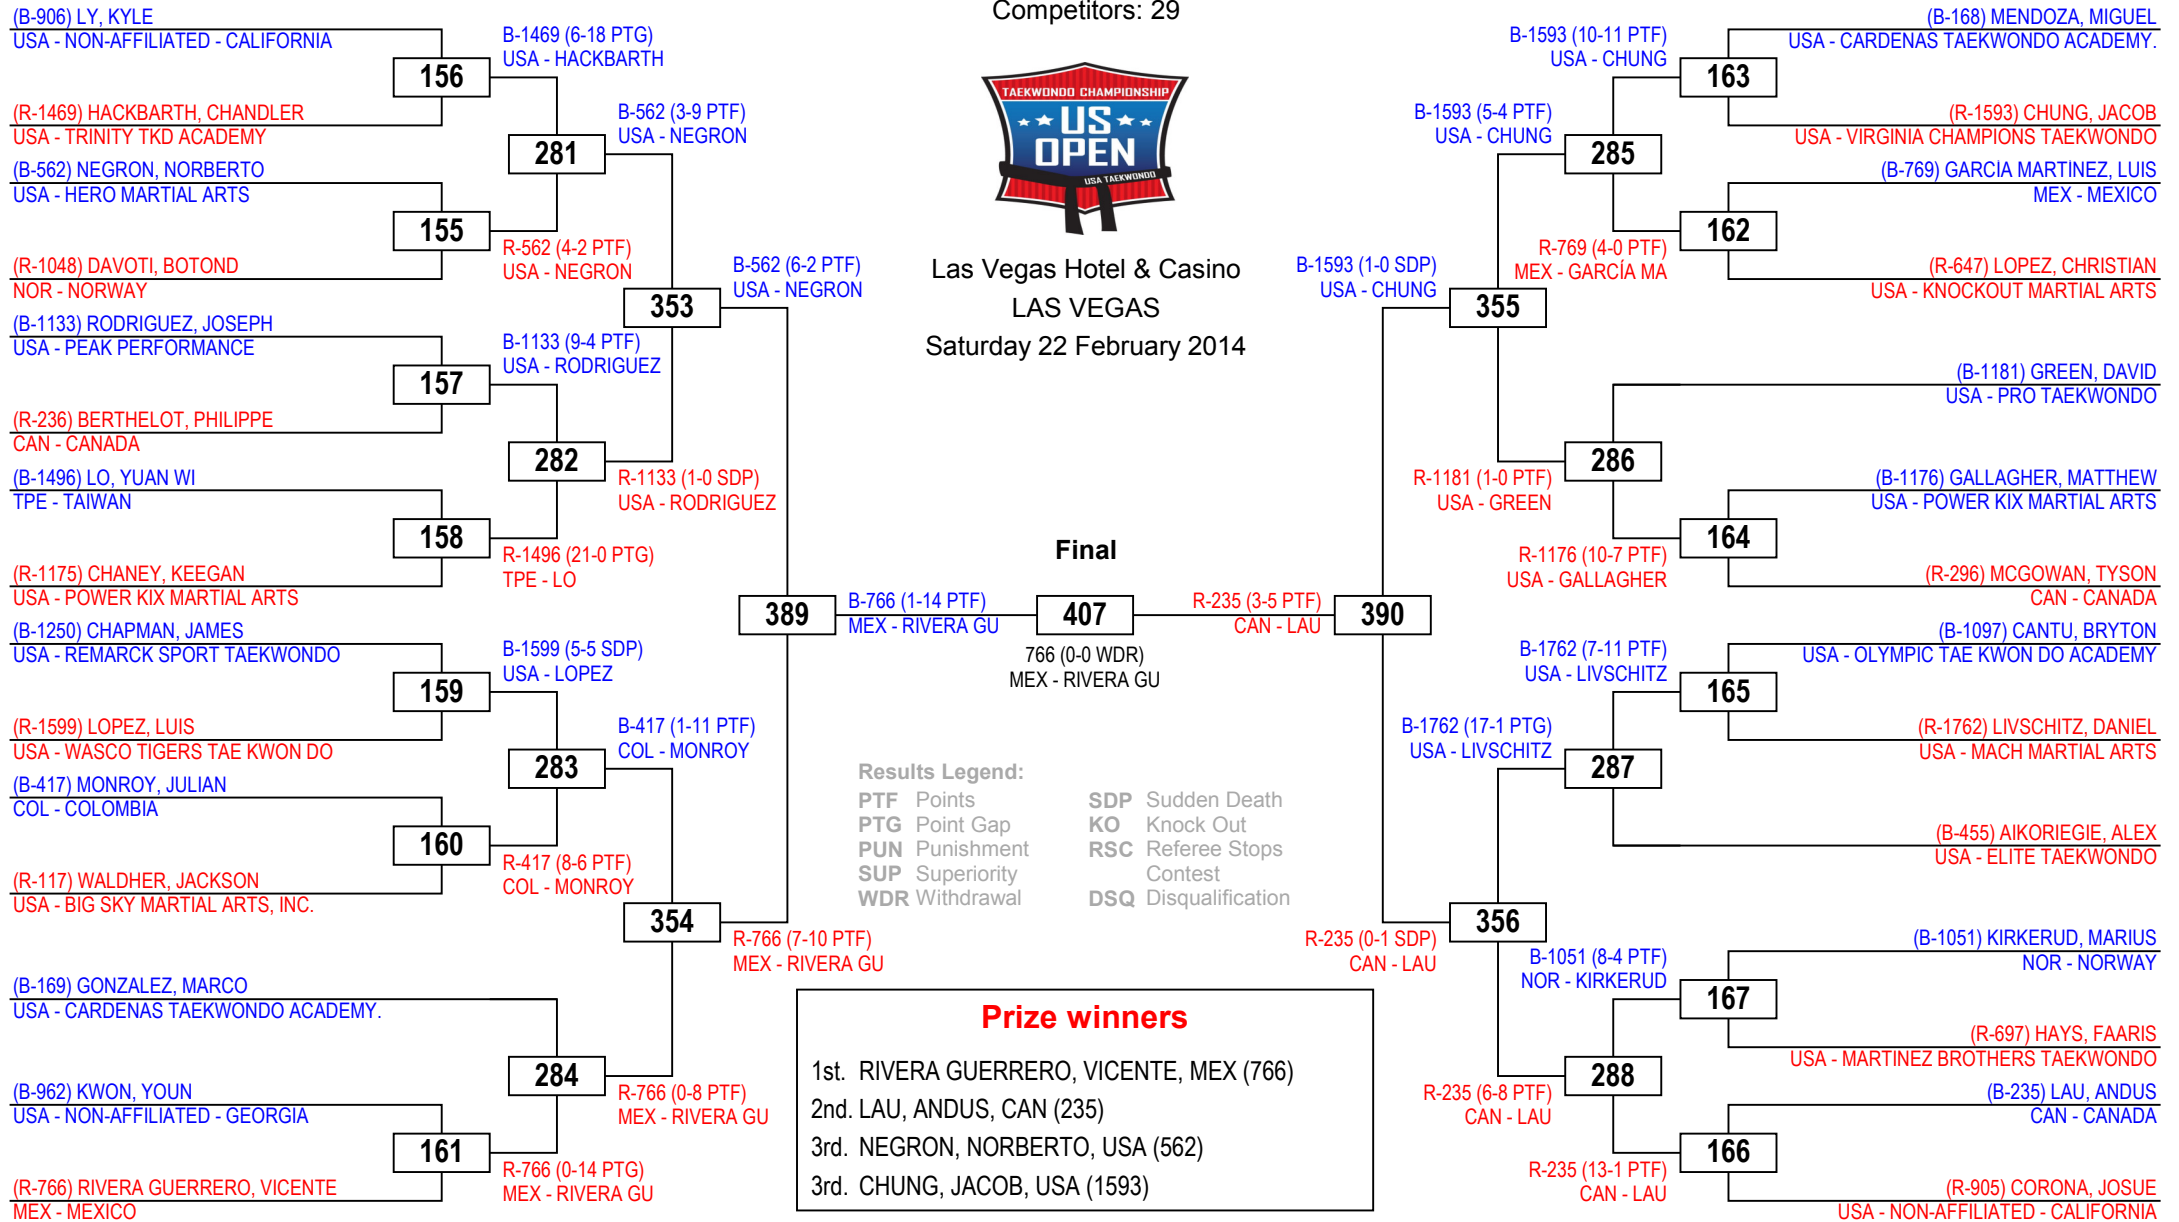 Competitors: 29
TAEKWONDO CHAMPIONSHIP
US
OPEN
USA TAEKWONDO
Las Vegas Hotel & Casino
LAS VEGAS
Saturday 22 February 2014
(B-906) LY, KYLE
USA - NON-AFFILIATED - CALIFORNIA
156
(R-1469) HACKBARTH, CHANDLER
USA - TRINITY TKD ACADEMY
(B-562) NEGRON, NORBERTO
USA - HERO MARTIAL ARTS
155
(R-1048) DAVOTI, BOTOND
NOR - NORWAY
(B-1133) RODRIGUEZ, JOSEPH
USA - PEAK PERFORMANCE
157
(R-236) BERTHELOT, PHILIPPE
CAN - CANADA
(B-1496) LO, YUAN WI
TPE - TAIWAN
158
(R-1175) CHANEY, KEEGAN
USA - POWER KIX MARTIAL ARTS
(B-1250) CHAPMAN, JAMES
USA - REMARCK SPORT TAEKWONDO
159
(R-1599) LOPEZ, LUIS
USA - WASCO TIGERS TAE KWON DO
(B-417) MONROY, JULIAN
COL - COLOMBIA
160
(R-117) WALDHER, JACKSON
USA - BIG SKY MARTIAL ARTS, INC.
(B-169) GONZALEZ, MARCO
USA - CARDENAS TAEKWONDO ACADEMY.
(B-962) KWON, YOUN
USA - NON-AFFILIATED - GEORGIA
161
(R-766) RIVERA GUERRERO, VICENTE
MEX - MEXICO
B-1469 (6-18 PTG)
USA - HACKBARTH
281
R-562 (4-2 PTF)
USA - NEGRON
B-1133 (9-4 PTF)
USA - RODRIGUEZ
282
R-1496 (21-0 PTG)
TPE - LO
B-1599 (5-5 SDP)
USA - LOPEZ
283
R-417 (8-6 PTF)
COL - MONROY
284
R-766 (0-14 PTG)
MEX - RIVERA GU
B-562 (3-9 PTF)
USA - NEGRON
353
R-1133 (1-0 SDP)
USA - RODRIGUEZ
B-417 (1-11 PTF)
COL - MONROY
354
R-766 (0-8 PTF)
MEX - RIVERA GU
B-562 (6-2 PTF)
USA - NEGRON
389
R-766 (7-10 PTF)
MEX - RIVERA GU
Final
B-766 (1-14 PTF)
MEX - RIVERA GU
407
R-235 (3-5 PTF)
CAN - LAU
766 (0-0 WDR)
MEX - RIVERA GU
B-1593 (1-0 SDP)
USA - CHUNG
390
R-235 (0-1 SDP)
CAN - LAU
B-1593 (5-4 PTF)
USA - CHUNG
355
R-1181 (1-0 PTF)
USA - GREEN
B-1762 (17-1 PTG)
USA - LIVSCHITZ
356
R-235 (6-8 PTF)
CAN - LAU
B-1593 (10-11 PTF)
USA - CHUNG
285
R-769 (4-0 PTF)
MEX - GARCÍA MA
286
R-1176 (10-7 PTF)
USA - GALLAGHER
B-1762 (7-11 PTF)
USA - LIVSCHITZ
287
B-1051 (8-4 PTF)
NOR - KIRKERUD
288
R-235 (13-1 PTF)
CAN - LAU
(B-168) MENDOZA, MIGUEL
USA - CARDENAS TAEKWONDO ACADEMY.
163
(R-1593) CHUNG, JACOB
USA - VIRGINIA CHAMPIONS TAEKWONDO
(B-769) GARCÍA MARTÍNEZ, LUIS
MEX - MEXICO
162
(R-647) LOPEZ, CHRISTIAN
USA - KNOCKOUT MARTIAL ARTS
(B-1181) GREEN, DAVID
USA - PRO TAEKWONDO
(B-1176) GALLAGHER, MATTHEW
USA - POWER KIX MARTIAL ARTS
164
(R-296) MCGOWAN, TYSON
CAN - CANADA
(B-1097) CANTU, BRYTON
USA - OLYMPIC TAE KWON DO ACADEMY
165
(R-1762) LIVSCHITZ, DANIEL
USA - MACH MARTIAL ARTS
(B-455) AIKORIEGIE, ALEX
USA - ELITE TAEKWONDO
(B-1051) KIRKERUD, MARIUS
NOR - NORWAY
167
(R-697) HAYS, FAARIS
USA - MARTINEZ BROTHERS TAEKWONDO
(B-235) LAU, ANDUS
CAN - CANADA
166
(R-905) CORONA, JOSUE
USA - NON-AFFILIATED - CALIFORNIA
Results Legend:
PTF Points SDP Sudden Death
PTG Point Gap KO Knock Out
PUN Punishment RSC Referee Stops
SUP Superiority Contest
WDR Withdrawal DSQ Disqualification
Prize winners
1st. RIVERA GUERRERO, VICENTE, MEX (766)
2nd. LAU, ANDUS, CAN (235)
3rd. NEGRON, NORBERTO, USA (562)
3rd. CHUNG, JACOB, USA (1593)